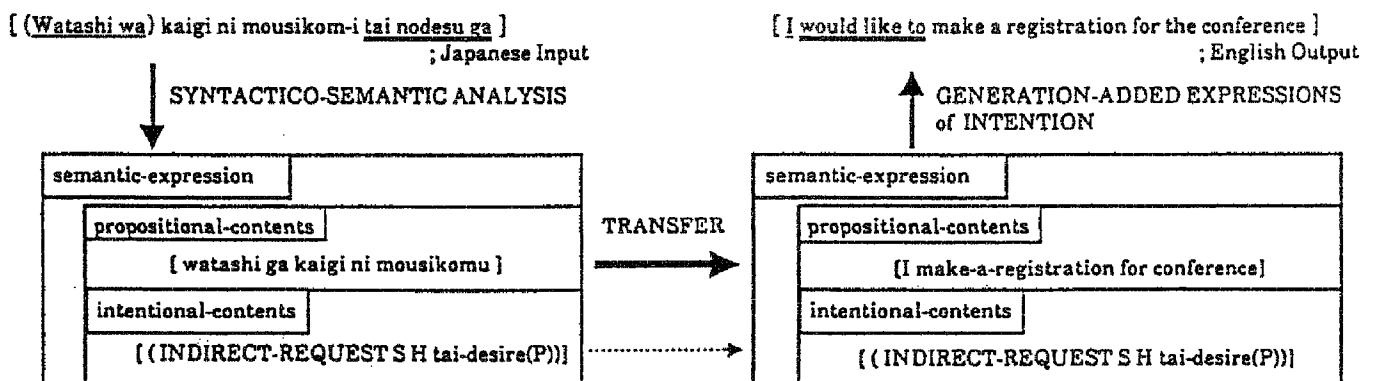 [ (Watashi wa) kaigi ni mousikom-i tai nodesu ga ]
; Japanese Input
SYNTACTICO-SEMANTIC ANALYSIS
semantic-expression
propositional-contents
[ watashi ga kaigi ni mousikomu ]
intentional-contents
[ ( INDIRECT-REQUEST S H tai-desire(P))]
TRANSFER
[ I would like to make a registration for the conference ]
; English Output
GENERATION-ADDED EXPRESSIONS
of INTENTION
semantic-expression
propositional-contents
[I make-a-registration for conference]
intentional-contents
[ ( INDIRECT-REQUEST S H tai-desire(P))]